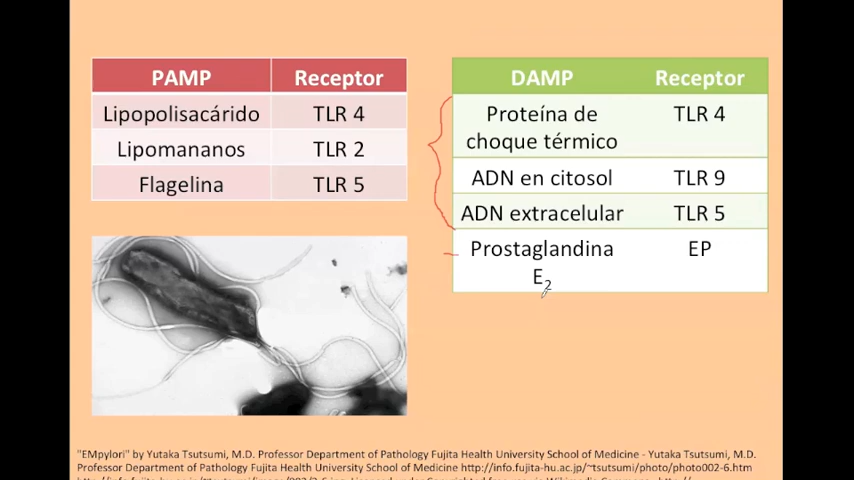 PAMP Receptor
Lipopolisacárido TLR 4
Lipomananos TLR 2
Flagelina TLR 5
DAMP Receptor
Proteína de TLR 4
choque térmico
ADN en citosol TLR 9
ADN extracelular TLR 5
Prostaglandina EP
E2
"EMpylori" by Yutaka Tsutsumi, M.D. Professor Department of Pathology Fujita Health University School of Medicine - Yutaka Tsutsumi, M.D.
Professor Department of Pathology Fujita Health University School of Medicine http://info.fujita-hu.ac.jp/~tsutsumi/photo/photo002-6.htm